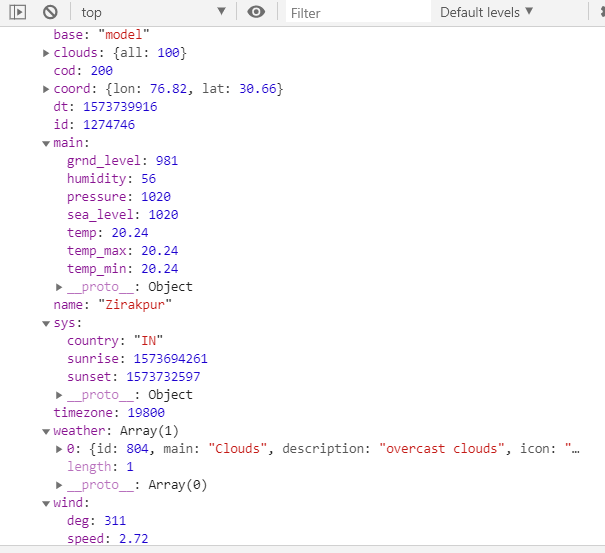 top Filter Default levels
base: "model"
clouds: {all: 100}
cod: 200
coord: {lon: 76.82, lat: 30.66}
dt: 1573739916
id: 1274746
main:
grnd_level: 981
humidity: 56
pressure: 1020
sea_level: 1020
temp: 20.24
temp_max: 20.24
temp_min: 20.24
__proto__: Object
name: "Zirakpur"
sys:
country: "IN"
sunrise: 1573694261
sunset: 1573732597
__proto__: Object
timezone: 19800
weather: Array(1)
0: {id: 804, main: "Clouds", description: "overcast clouds", icon: "…
length: 1
__proto__: Array(0)
wind:
deg: 311
speed: 2.72